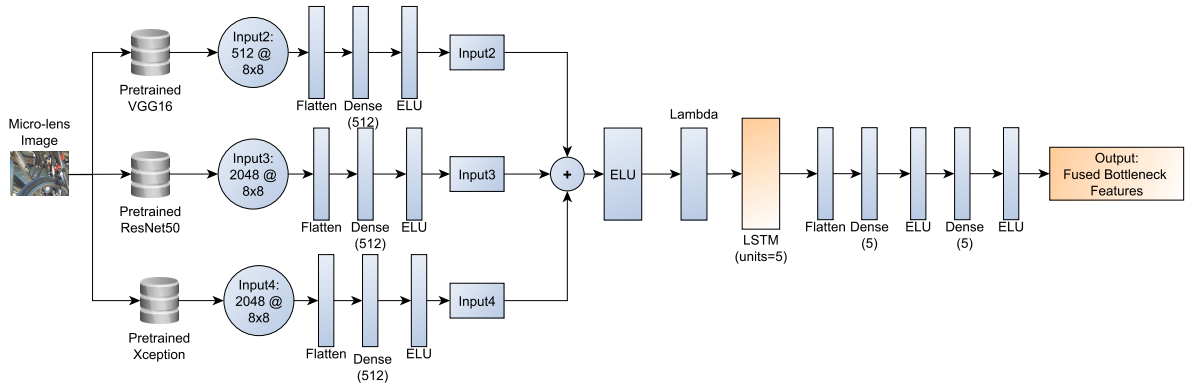 Micro-lens
Image
Pretrained
VGG16
Input2:
512 @
8x8
Flatten
Dense
(512)
ELU
Input2
Pretrained
ResNet50
Input3:
2048 @
8x8
Flatten
Dense
(512)
ELU
Input3
Pretrained
Xception
Input4:
2048 @
8x8
Flatten
Dense
(512)
ELU
Input4
+
ELU
Lambda
LSTM
(units=5)
Flatten
Dense
(5)
ELU
Dense
(5)
ELU
Output:
Fused Bottleneck
Features